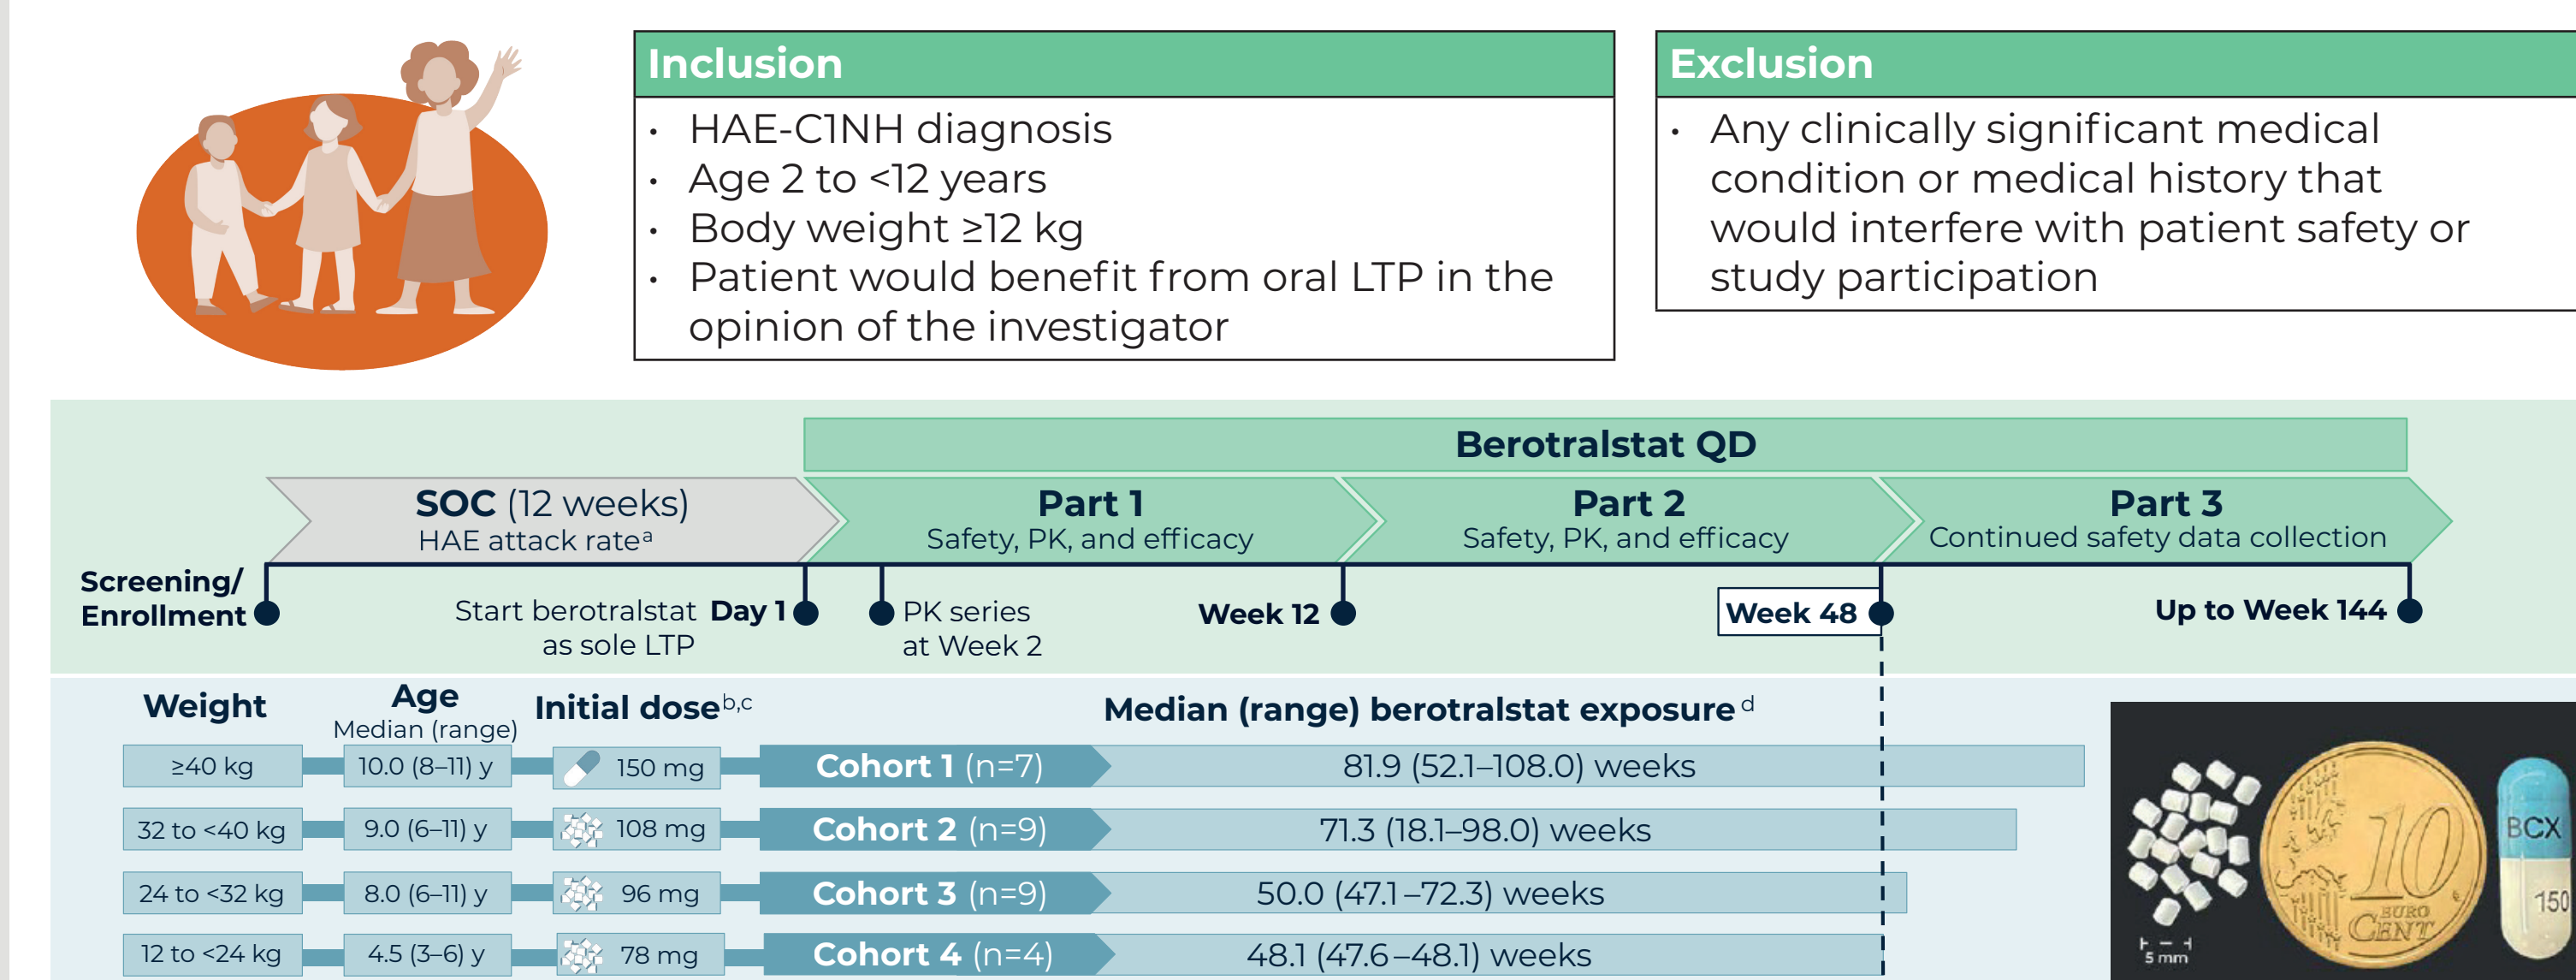 Inclusion
• HAE-C1NH diagnosis
• Age 2 to <12 years
• Body weight ≥12 kg
• Patient would benefit from oral LTP in the
opinion of the investigator
Exclusion
• Any clinically significant medical
condition or medical history that
would interfere with patient safety or
study participation
Berotralstat QD
SOC (12 weeks)
HAE attack rateᵃ
Part 1
Safety, PK, and efficacy
Part 2
Safety, PK, and efficacy
Part 3
Continued safety data collection
Screening/
Enrollment
Start berotralstat Day 1
as sole LTP
PK series
at Week 2
Week 12
Week 48
Up to Week 144
Weight
Age
Median (range)
Initial doseᵇ,ᶜ
Median (range) berotralstat exposureᵈ
≥40 kg 10.0 (8–11) y 150 mg Cohort 1 (n=7) 81.9 (52.1–108.0) weeks
32 to <40 kg 9.0 (6–11) y 108 mg Cohort 2 (n=9) 71.3 (18.1–98.0) weeks
24 to <32 kg 8.0 (6–11) y 96 mg Cohort 3 (n=9) 50.0 (47.1–72.3) weeks
12 to <24 kg 4.5 (3–6) y 78 mg Cohort 4 (n=4) 48.1 (47.6–48.1) weeks
10
EURO
CENT
BCX
150
5 mm